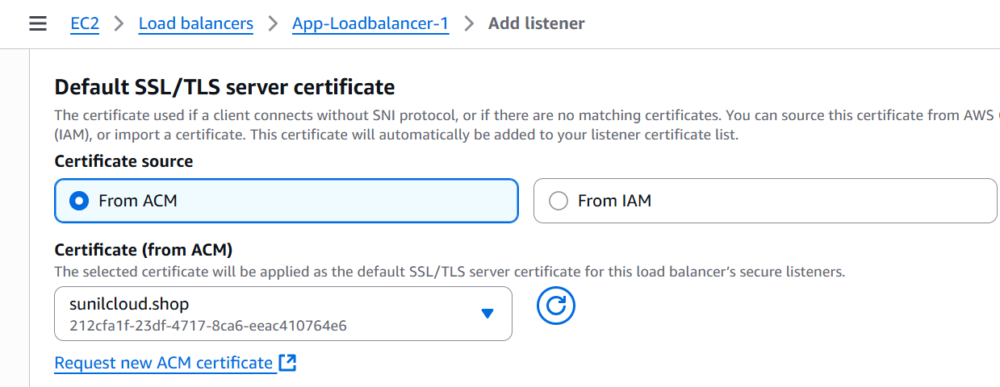 EC2 > Load balancers > App-Loadbalancer-1 > Add listener
Default SSL/TLS server certificate
The certificate used if a client connects without SNI protocol, or if there are no matching certificates. You can source this certificate from AWS
(IAM), or import a certificate. This certificate will automatically be added to your listener certificate list.
Certificate source
From ACM
From IAM
Certificate (from ACM)
The selected certificate will be applied as the default SSL/TLS server certificate for this load balancer’s secure listeners.
sunilcloud.shop
212cfa1f-23df-4717-8ca6-eeac410764e6
Request new ACM certificate